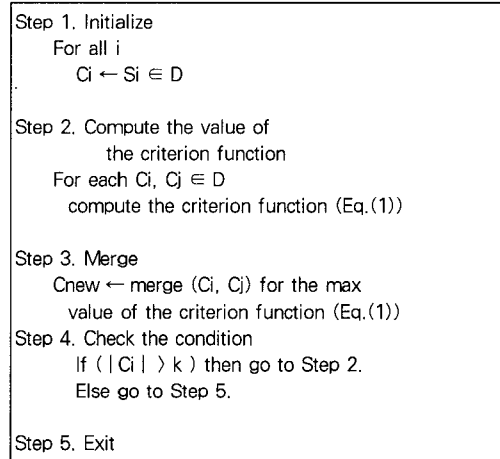 Step 1. Initialize
For all i
Ci ← Si ∈ D
Step 2. Compute the value of
the criterion function
For each Ci, Cj ∈ D
compute the criterion function (Eq.(1))
Step 3. Merge
Cnew ← merge (Ci, Cj) for the max
value of the criterion function (Eq.(1))
Step 4. Check the condition
If ( | Ci | > k ) then go to Step 2.
Else go to Step 5.
Step 5. Exit